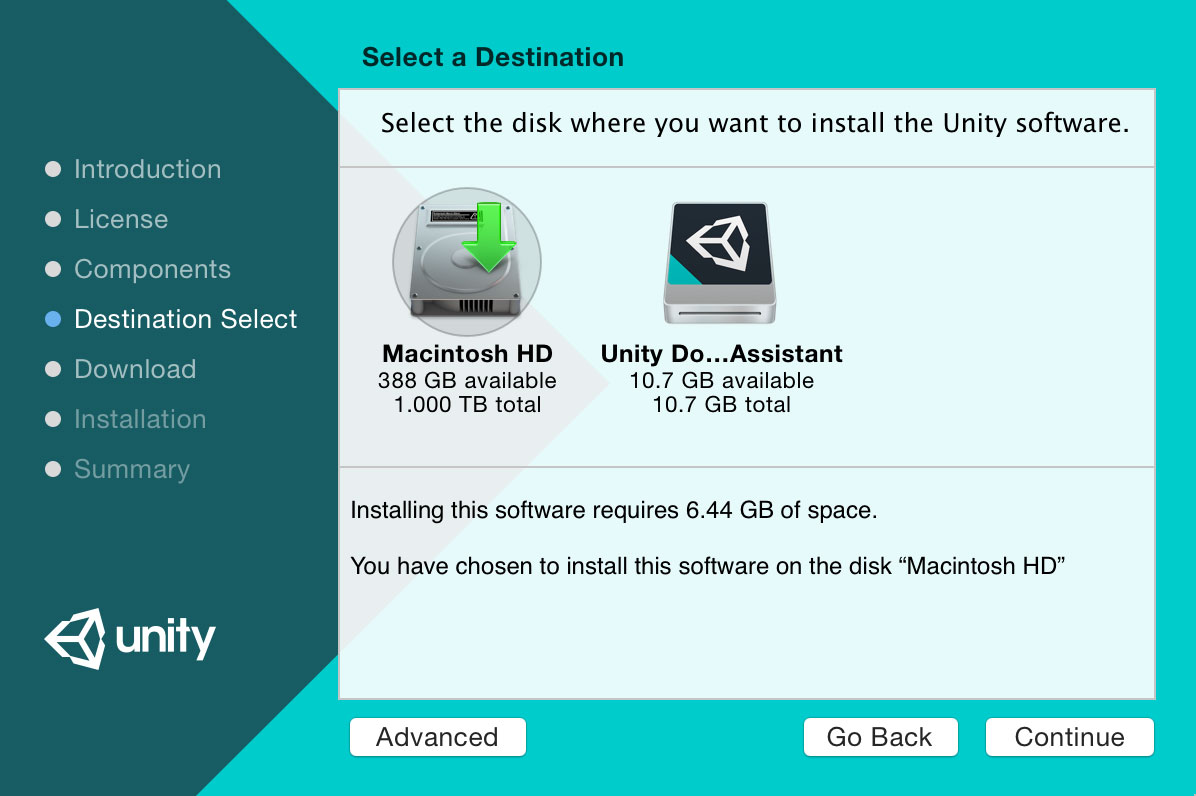 Select a Destination
Select the disk where you want to install the Unity software.
Introduction
License
Components
Destination Select
Download
Installation
Summary
Macintosh HD
388 GB available
1.000 TB total
Unity Do...Assistant
10.7 GB available
10.7 GB total
Installing this software requires 6.44 GB of space.
You have chosen to install this software on the disk “Macintosh HD”
unity
Advanced
Go Back
Continue